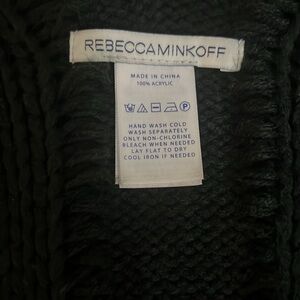 REBECCAMINKOFF
MADE IN CHINA
100% ACRYLIC
HAND WASH COLD
WASH SEPARATELY
ONLY NON-CHLORINE
BLEACH WHEN NEEDED
LAY FLAT TO DRY
COOL IRON IF NEEDED